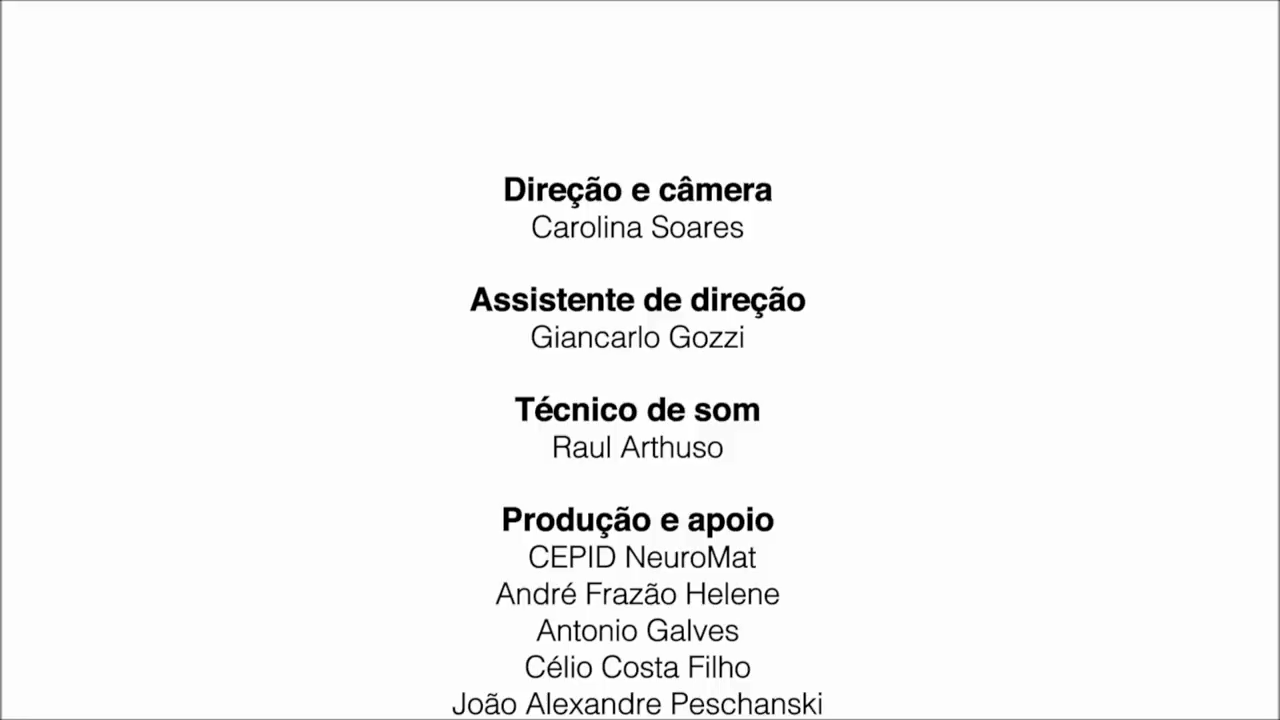 Direção e câmera
Carolina Soares
Assistente de direção
Giancarlo Gozzi
Técnico de som
Raul Arthuso
Produção e apoio
CEPID NeuroMat
André Frazão Helene
Antonio Galves
Célio Costa Filho
João Alexandre Peschanski